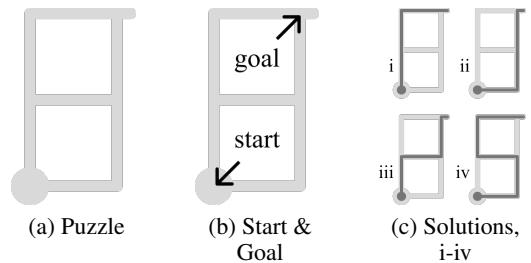 goal
start
i
ii
iii
iv
(a) Puzzle
(b) Start &
Goal
(c) Solutions,
i-iv